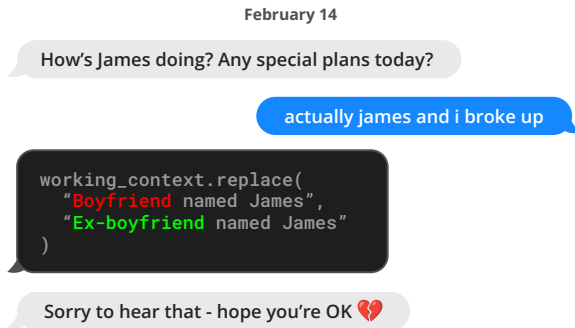 February 14
How’s James doing? Any special plans today?
actually james and i broke up
working_context.replace(
“Boyfriend named James”,
“Ex-boyfriend named James”
)
Sorry to hear that - hope you’re OK 💔